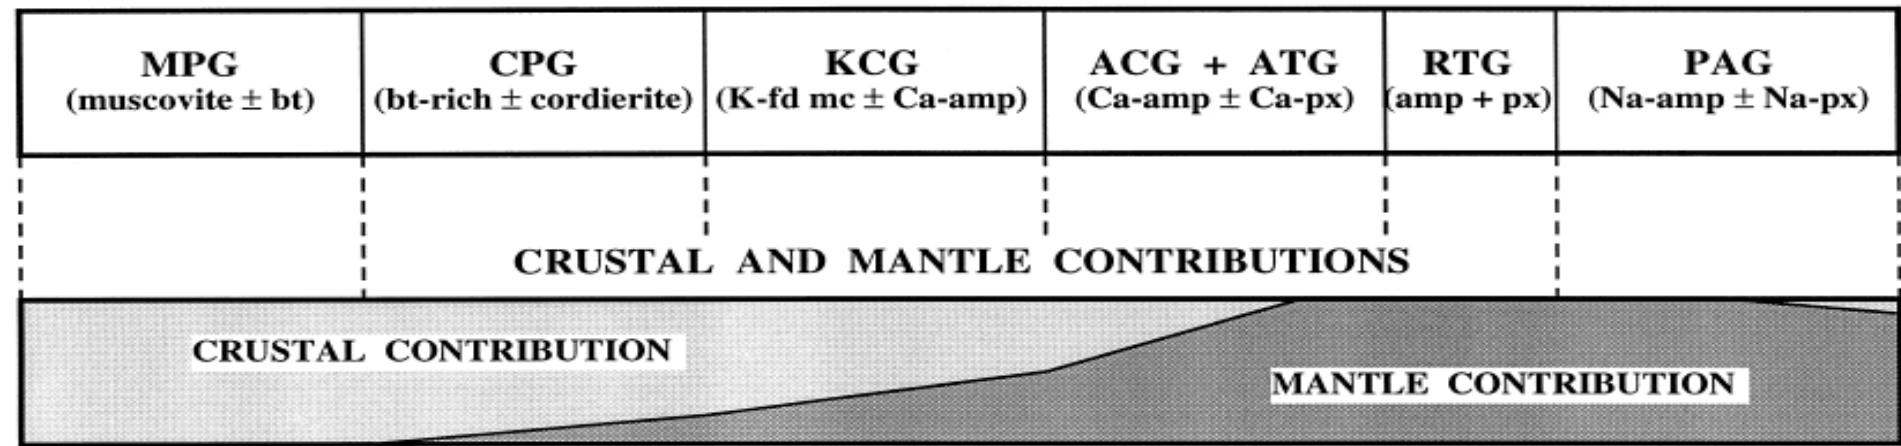 MPG
(muscovite ± bt)
CPG
(bt-rich ± cordierite)
KCG
(K-fd mc ± Ca-amp)
ACG + ATG
(Ca-amp ± Ca-px)
RTG
(amp + px)
PAG
(Na-amp ± Na-px)
CRUSTAL AND MANTLE CONTRIBUTIONS
CRUSTAL CONTRIBUTION
MANTLE CONTRIBUTION